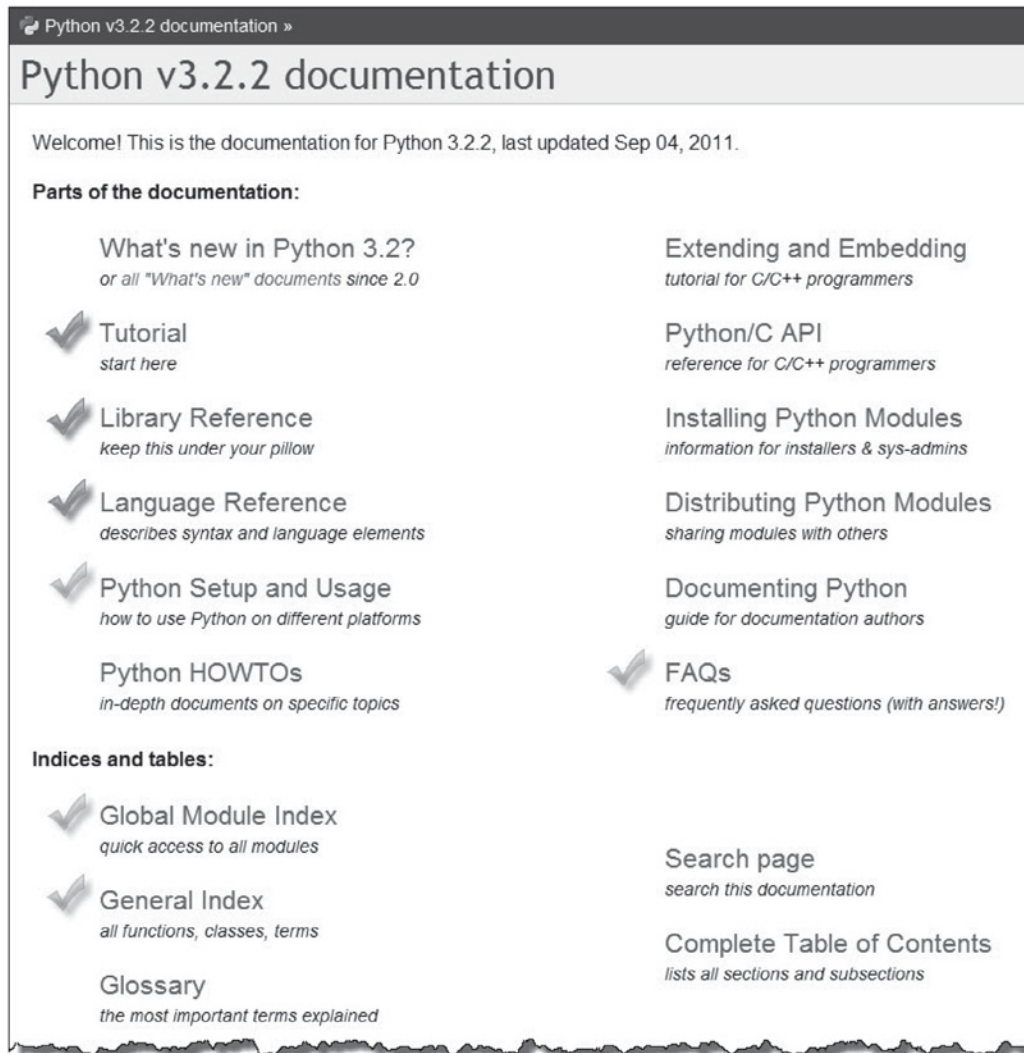 Python v3.2.2 documentation »
Python v3.2.2 documentation
Welcome! This is the documentation for Python 3.2.2, last updated Sep 04, 2011.
Parts of the documentation:
What's new in Python 3.2?
or all "What's new" documents since 2.0
Tutorial
start here
Library Reference
keep this under your pillow
Language Reference
describes syntax and language elements
Python Setup and Usage
how to use Python on different platforms
Python HOWTOs
in-depth documents on specific topics
Extending and Embedding
tutorial for C/C++ programmers
Python/C API
reference for C/C++ programmers
Installing Python Modules
information for installers & sys-admins
Distributing Python Modules
sharing modules with others
Documenting Python
guide for documentation authors
FAQs
frequently asked questions (with answers!)
Indices and tables:
Global Module Index
quick access to all modules
General Index
all functions, classes, terms
Glossary
the most important terms explained
Search page
search this documentation
Complete Table of Contents
lists all sections and subsections